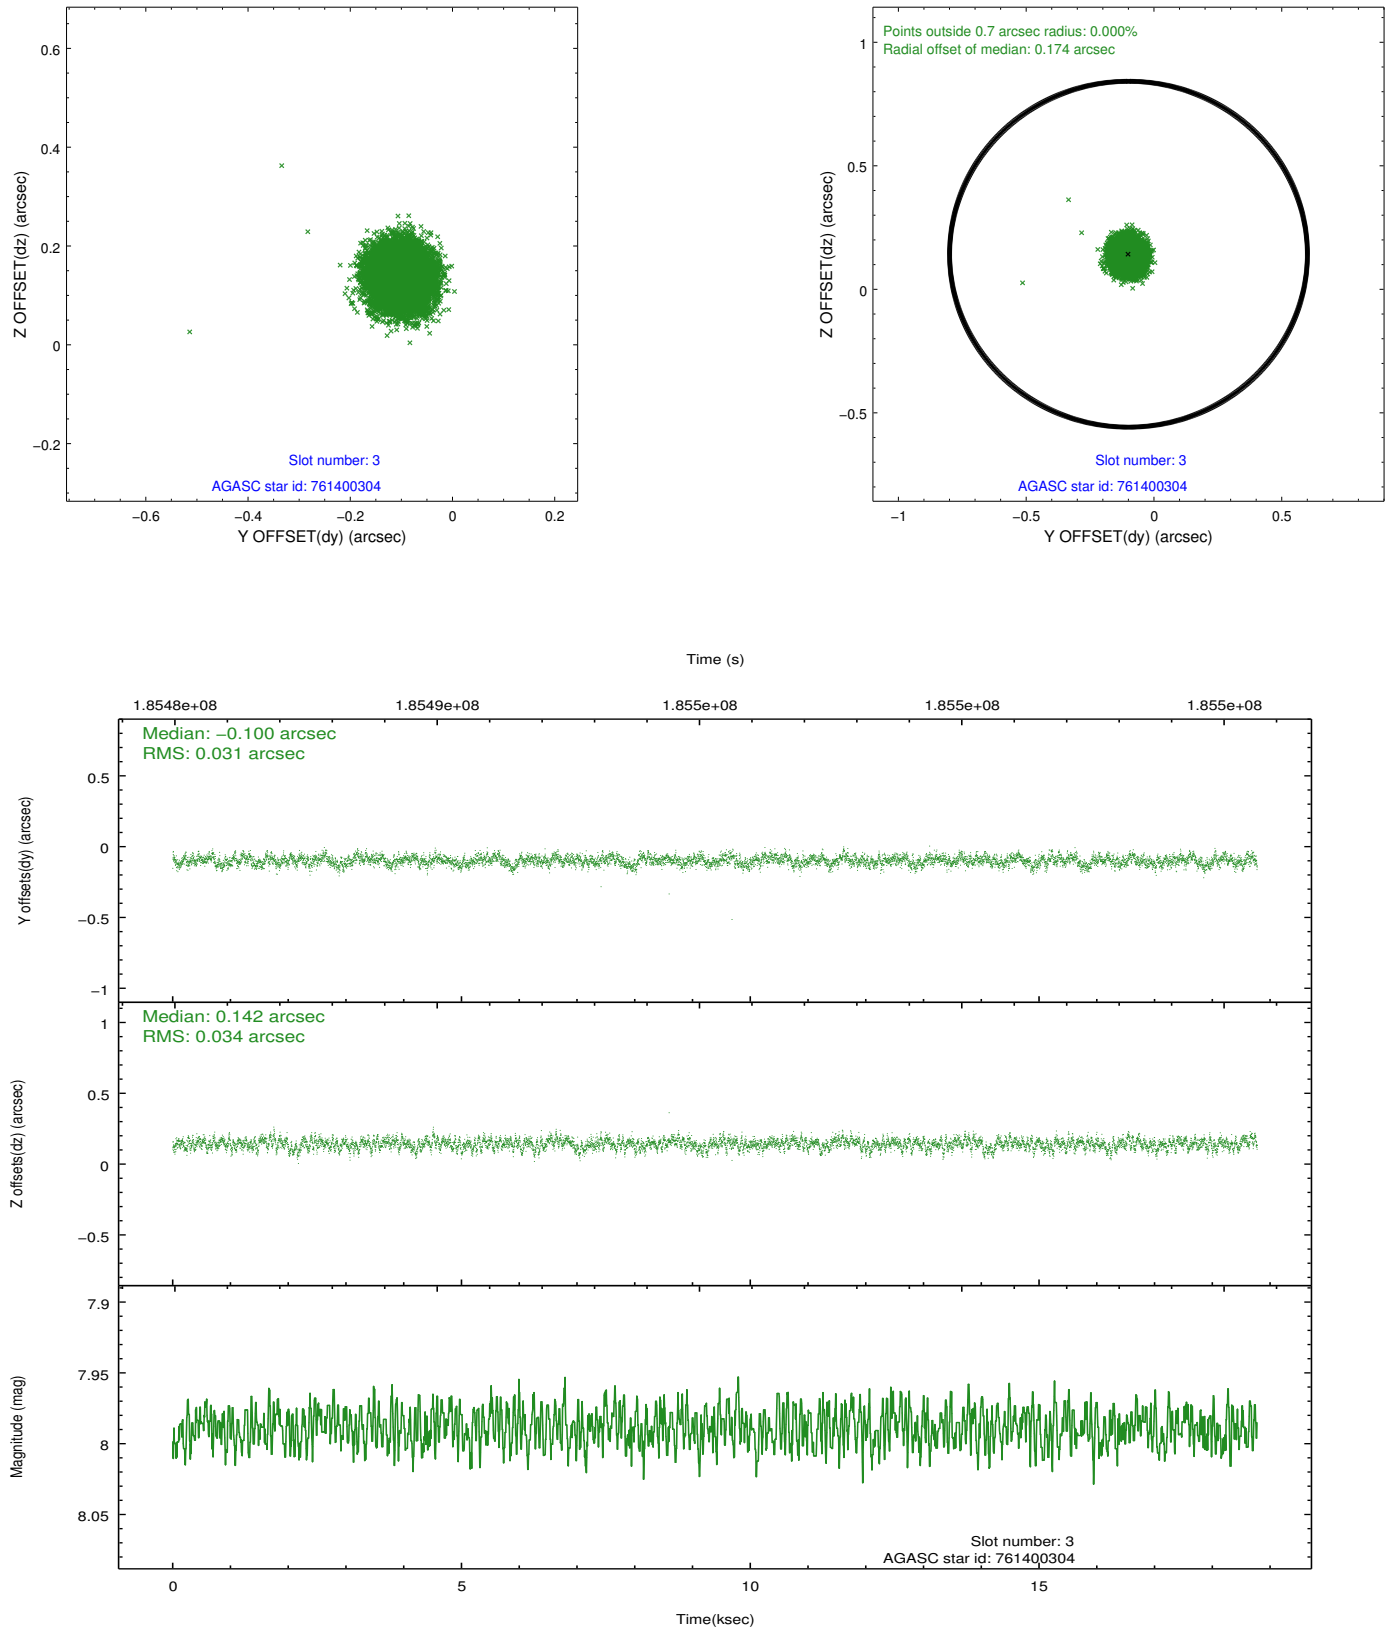 0.6
0.4
0.2
0
−0.2
Z OFFSET(dz) (arcsec)
Slot number: 3
AGASC star id: 761400304
−0.6 −0.4 −0.2 0 0.2
Y OFFSET(dy) (arcsec)
Points outside 0.7 arcsec radius: 0.000%
Radial offset of median: 0.174 arcsec
1
0.5
0
−0.5
Z OFFSET(dz) (arcsec)
Slot number: 3
AGASC star id: 761400304
−1 −0.5 0 0.5
Y OFFSET(dy) (arcsec)
Time (s)
1.8548e+08 1.8549e+08 1.855e+08 1.855e+08 1.855e+08
Median: −0.100 arcsec
RMS: 0.031 arcsec
0.5
0
−0.5
−1
Y offsets(dy) (arcsec)
Median: 0.142 arcsec
RMS: 0.034 arcsec
1
0.5
0
−0.5
Z offsets(dz) (arcsec)
7.9
7.95
8
8.05
Magnitude (mag)
Slot number: 3
AGASC star id: 761400304
0 5 10 15
Time(ksec)